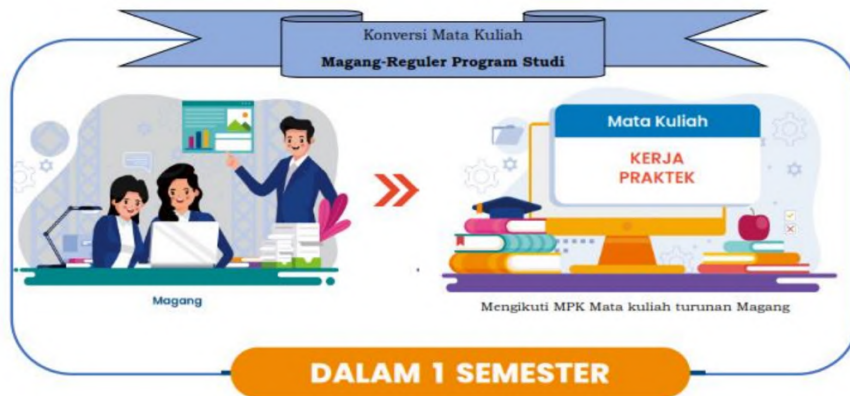 Konversi Mata Kuliah
Magang-Reguler Program Studi
Mata Kuliah
KERJA
PRAKTEK
Magang
Mengikuti MPK Mata kuliah turunan Magang
DALAM 1 SEMESTER